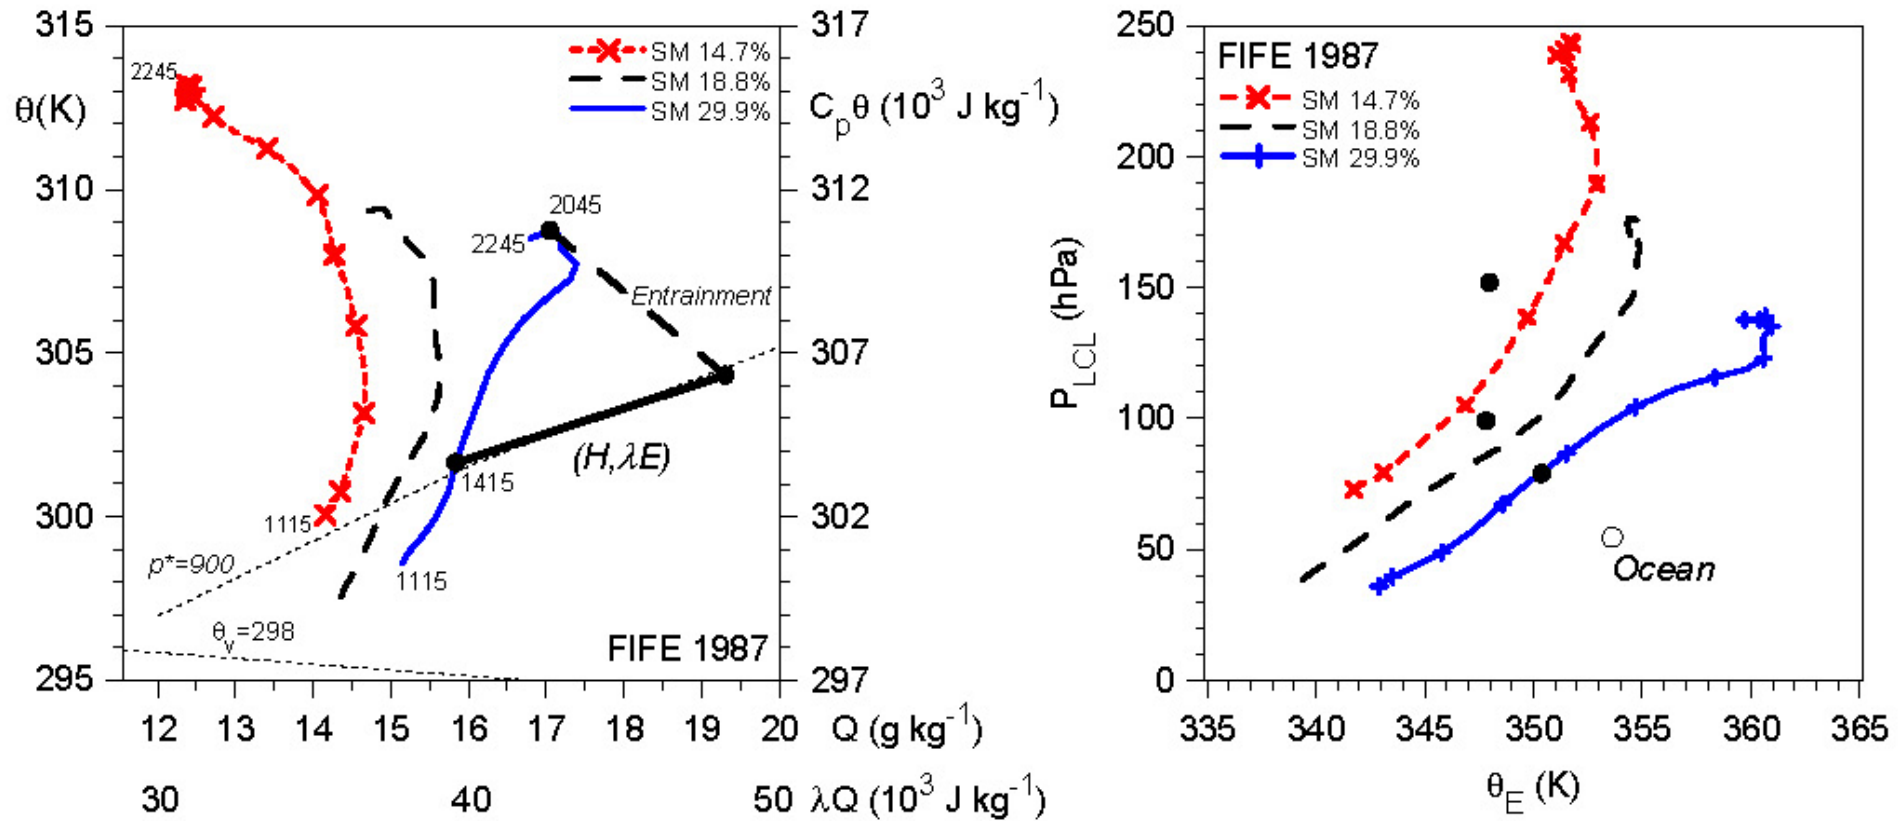 315
310
305
300
295
θ(K)
317
312
307
302
297
CpθC (10³ J kg⁻¹)
SM 14.7%
SM 18.8%
SM 29.9%
2245
2045
2245
Entrainment
(H,λE)
1415
1115
1115
p*=900
θv=298
FIFE 1987
12 13 14 15 16 17 18 19 20 Q (g kg⁻¹)
30 40 50 λQ (10³ J kg⁻¹)
250
200
150
100
50
0
P_LCL (hPa)
FIFE 1987
SM 14.7%
SM 18.8%
SM 29.9%
Ocean
335 340 345 350 355 360 365
θ_E (K)